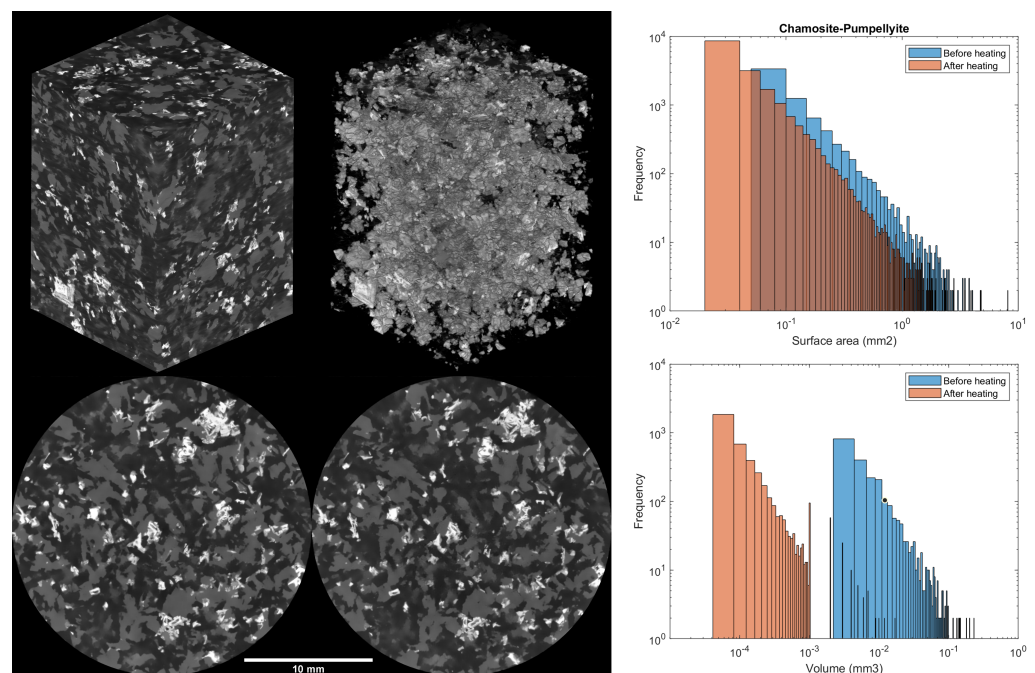 10 mm
Chamosite-Pumpellyite
10^4
10^3
10^2
10^1
10^0
Frequency
Before heating
After heating
10^-2
10^-1
10^0
10^1
Surface area (mm2)
10^4
10^3
10^2
10^1
10^0
Frequency
Before heating
After heating
10^-4
10^-3
10^-2
10^-1
10^0
Volume (mm3)